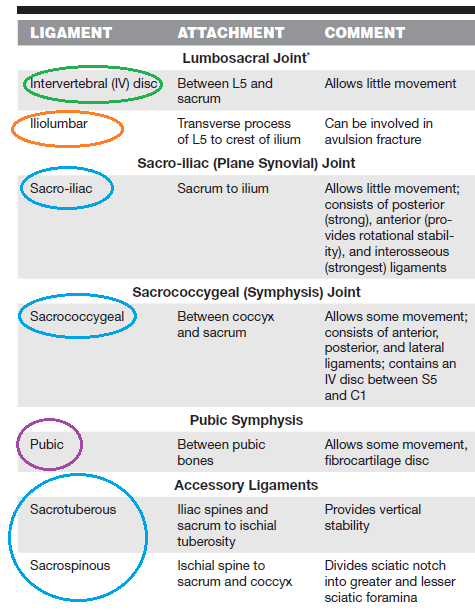 LIGAMENT ATTACHMENT COMMENT
Lumbosacral Joint*
Intervertebral (IV) disc Between L5 and Allows little movement
sacrum
Iliolumbar Transverse process Can be involved in
of L5 to crest of ilium avulsion fracture
Sacro-iliac (Plane Synovial) Joint
Sacro-iliac Sacrum to ilium Allows little movement;
consists of posterior
(strong), anterior (pro-
vides rotational stabil-
ity), and interosseous
(strongest) ligaments
Sacrococcygeal (Symphysis) Joint
Sacrococcygeal Between coccyx Allows some movement;
and sacrum consists of anterior,
posterior, and lateral
ligaments; contains an
IV disc between S5
and C1
Pubic Symphysis
Pubic Between pubic Allows some movement,
bones fibrocartilage disc
Accessory Ligaments
Sacrotuberous Iliac spines and Provides vertical
sacrum to ischial stability
tuberosity
Sacrospinous Ischial spine to Divides sciatic notch
sacrum and coccyx into greater and lesser
sciatic foramina